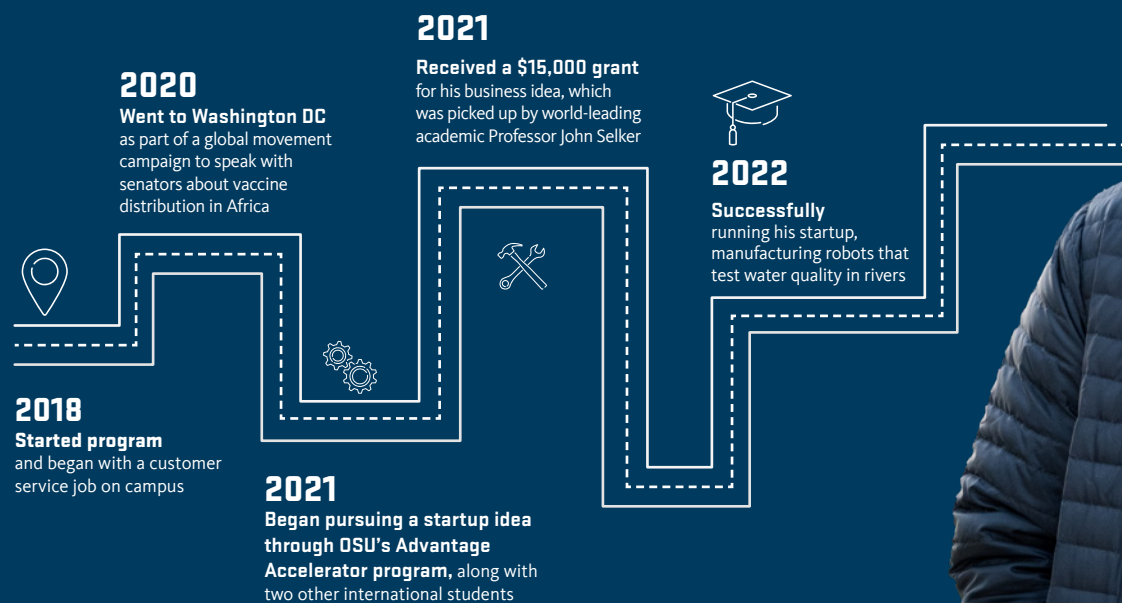 2018
Started program
and began with a customer
service job on campus
2020
Went to Washington DC
as part of a global movement
campaign to speak with
senators about vaccine
distribution in Africa
2021
Began pursuing a startup idea
through OSU's Advantage
Accelerator program, along with
two other international students
2021
Received a $15,000 grant
for his business idea, which
was picked up by world-leading
academic Professor John Selker
2022
Successfully
running his startup,
manufacturing robots that
test water quality in rivers